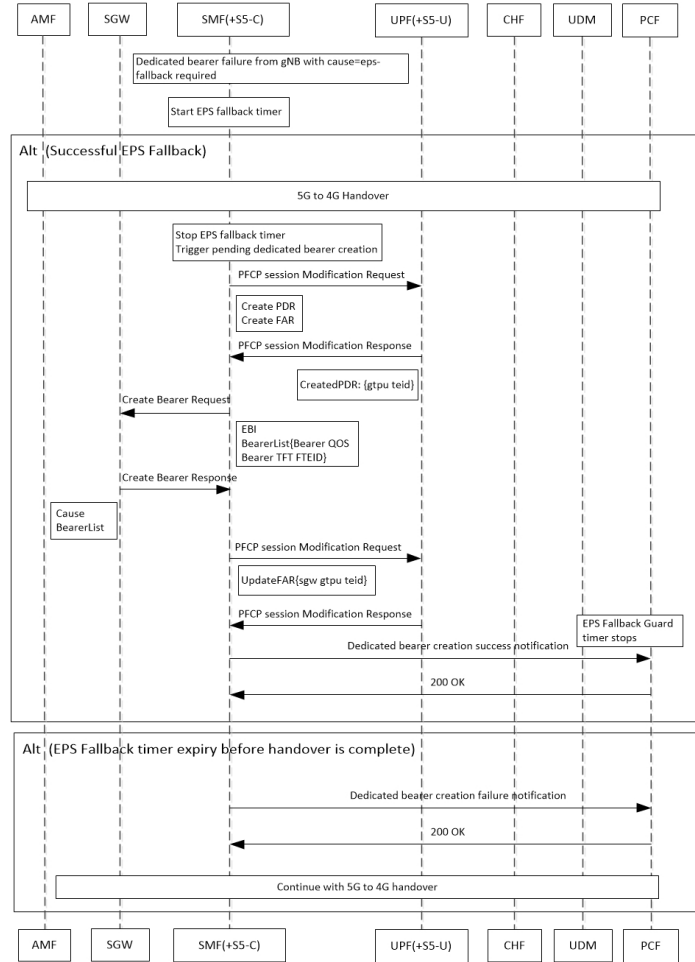 AMF
SGW
SMF(+S5-C)
UPF(+S5-U)
CHF
UDM
PCF
Dedicated bearer failure from gNB with cause=eps-
fallback required
Start EPS fallback timer
Alt (Successful EPS Fallback)
5G to 4G Handover
Stop EPS fallback timer
Trigger pending dedicated bearer creation
PFCP session Modification Request
Create PDR
Create FAR
PFCP session Modification Response
CreatedPDR: {gtpu teid}
Create Bearer Request
EBI
BearerList{Bearer QOS
Bearer TFT FTEID}
Create Bearer Response
Cause
BearerList
PFCP session Modification Request
UpdateFAR{sgw gtpu teid}
PFCP session Modification Response
EPS Fallback Guard
timer stops
Dedicated bearer creation success notification
200 OK
Alt (EPS Fallback timer expiry before handover is complete)
Dedicated bearer creation failure notification
200 OK
Continue with 5G to 4G handover
AMF
SGW
SMF(+S5-C)
UPF(+S5-U)
CHF
UDM
PCF